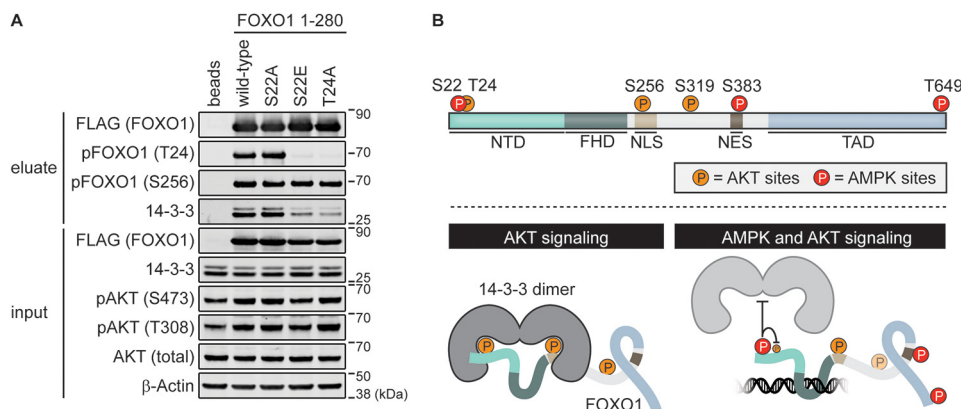 A
FOXO1 1-280
beads
wild-type
S22A
S22E
T24A
eluate
FLAG (FOXO1)
90
pFOXO1 (T24)
70
pFOXO1 (S256)
70
14-3-3
25
input
FLAG (FOXO1)
90
14-3-3
25
pAKT (S473)
70
pAKT (T308)
70
AKT (total)
70
β-Actin
50
38 (kDa)
B
S22 T24 S256 S319 S383 T649
P P P P P
NTD FHD NLS NES TAD
P = AKT sites P = AMPK sites
AKT signaling
AMPK and AKT signaling
14-3-3 dimer
P P P
FOXO1
P P P P P